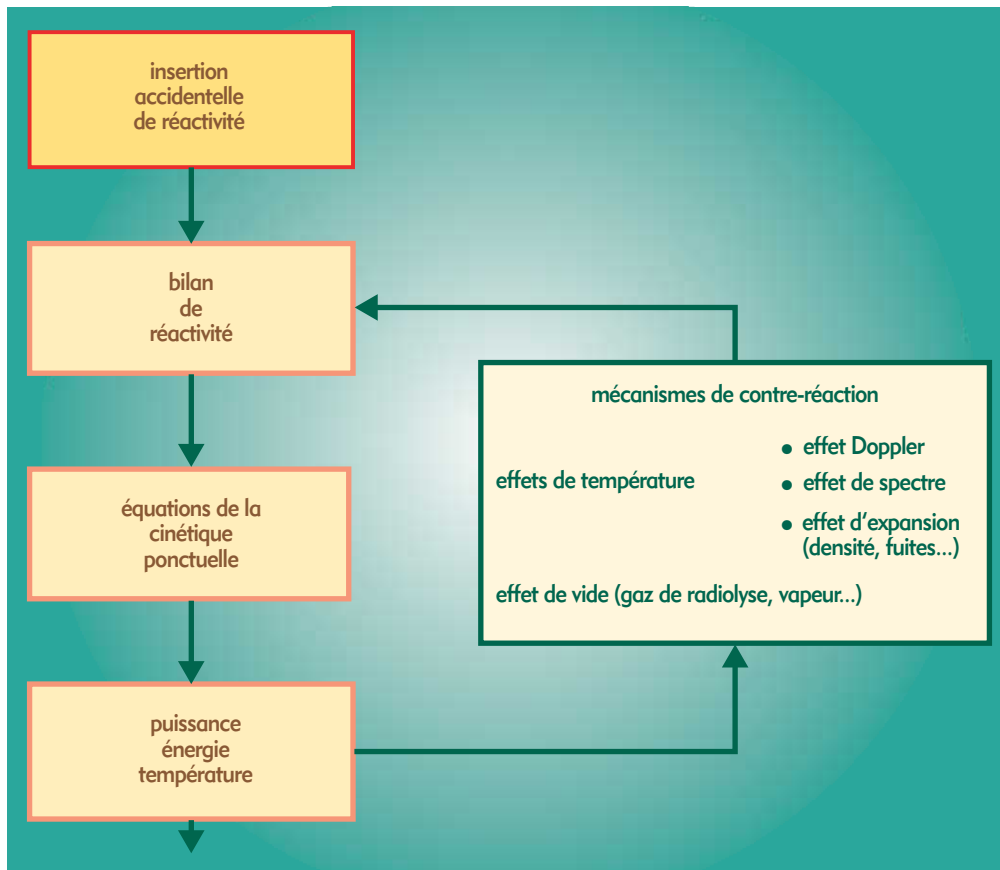 insertion
accidentelle
de réactivité
bilan
de
réactivité
équations de la
cinétique
ponctuelle
puissance
énergie
température
mécanismes de contre-réaction
effets de température
• effet Doppler
• effet de spectre
• effet d'expansion
(densité, fuites...)
effet de vide (gaz de radiolyse, vapeur...)